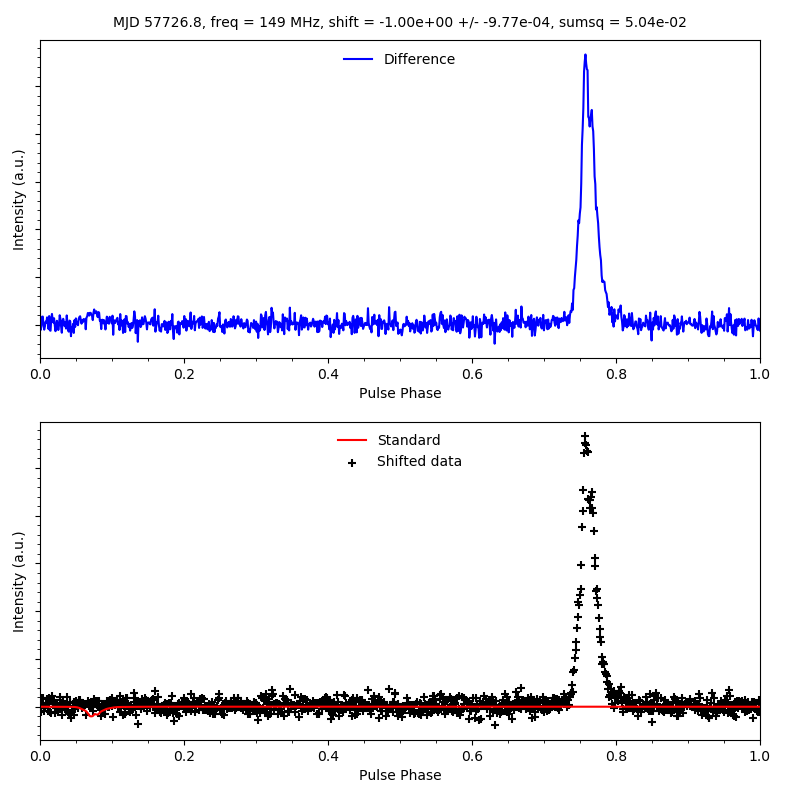 MJD 57726.8, freq = 149 MHz, shift = -1.00e+00 +/- -9.77e-04, sumsq = 5.04e-02
Difference
Intensity (a.u.)
0.0 0.2 0.4 0.6 0.8 1.0
Pulse Phase
Standard
Shifted data
Intensity (a.u.)
0.0 0.2 0.4 0.6 0.8 1.0
Pulse Phase